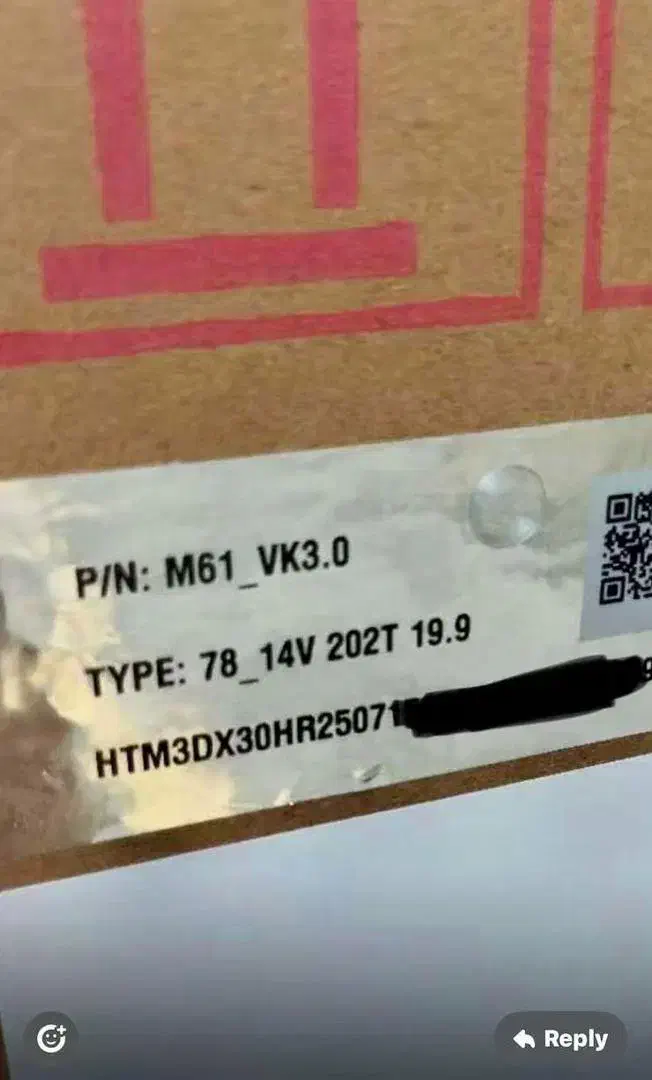 P/N: M61_VK3.0
TYPE: 78_14V 202T 19.9
HTM3DX30HR25071
Reply